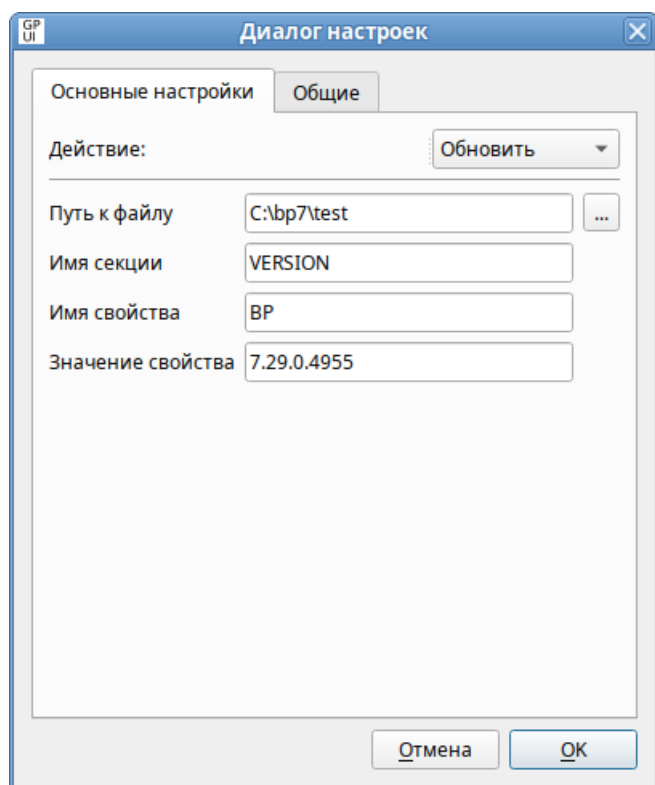 GP
UI
Диалог настроек
Основные настройки Общие
Действие: Обновить
Путь к файлу C:\bp7\test ...
Имя секции VERSION
Имя свойства BP
Значение свойства 7.29.0.4955
Отмена OK